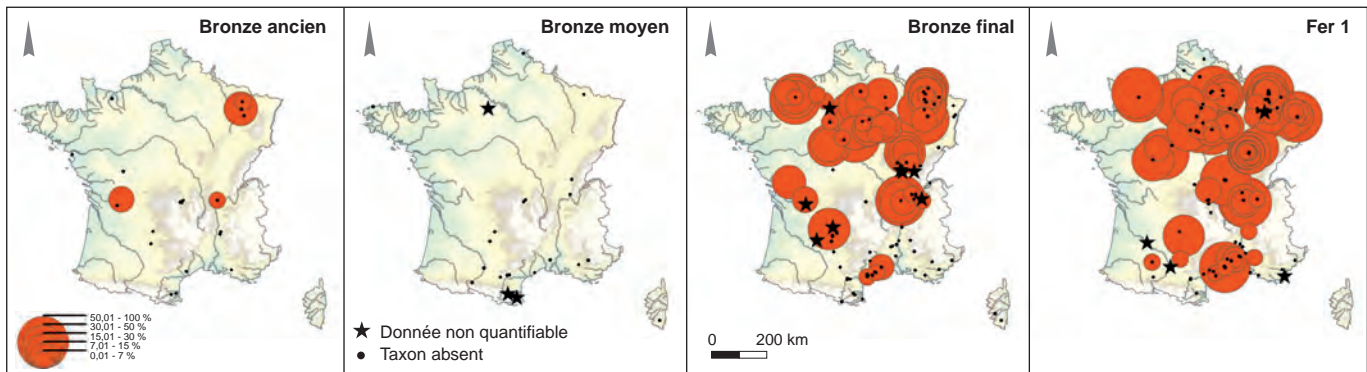 Bronze ancien
Bronze moyen
Bronze final
Fer 1
50,01 - 100 %
30,01 - 50 %
15,01 - 30 %
7,01 - 15 %
0,01 - 7 %
Donnée non quantifiable
Taxon absent
0 200 km